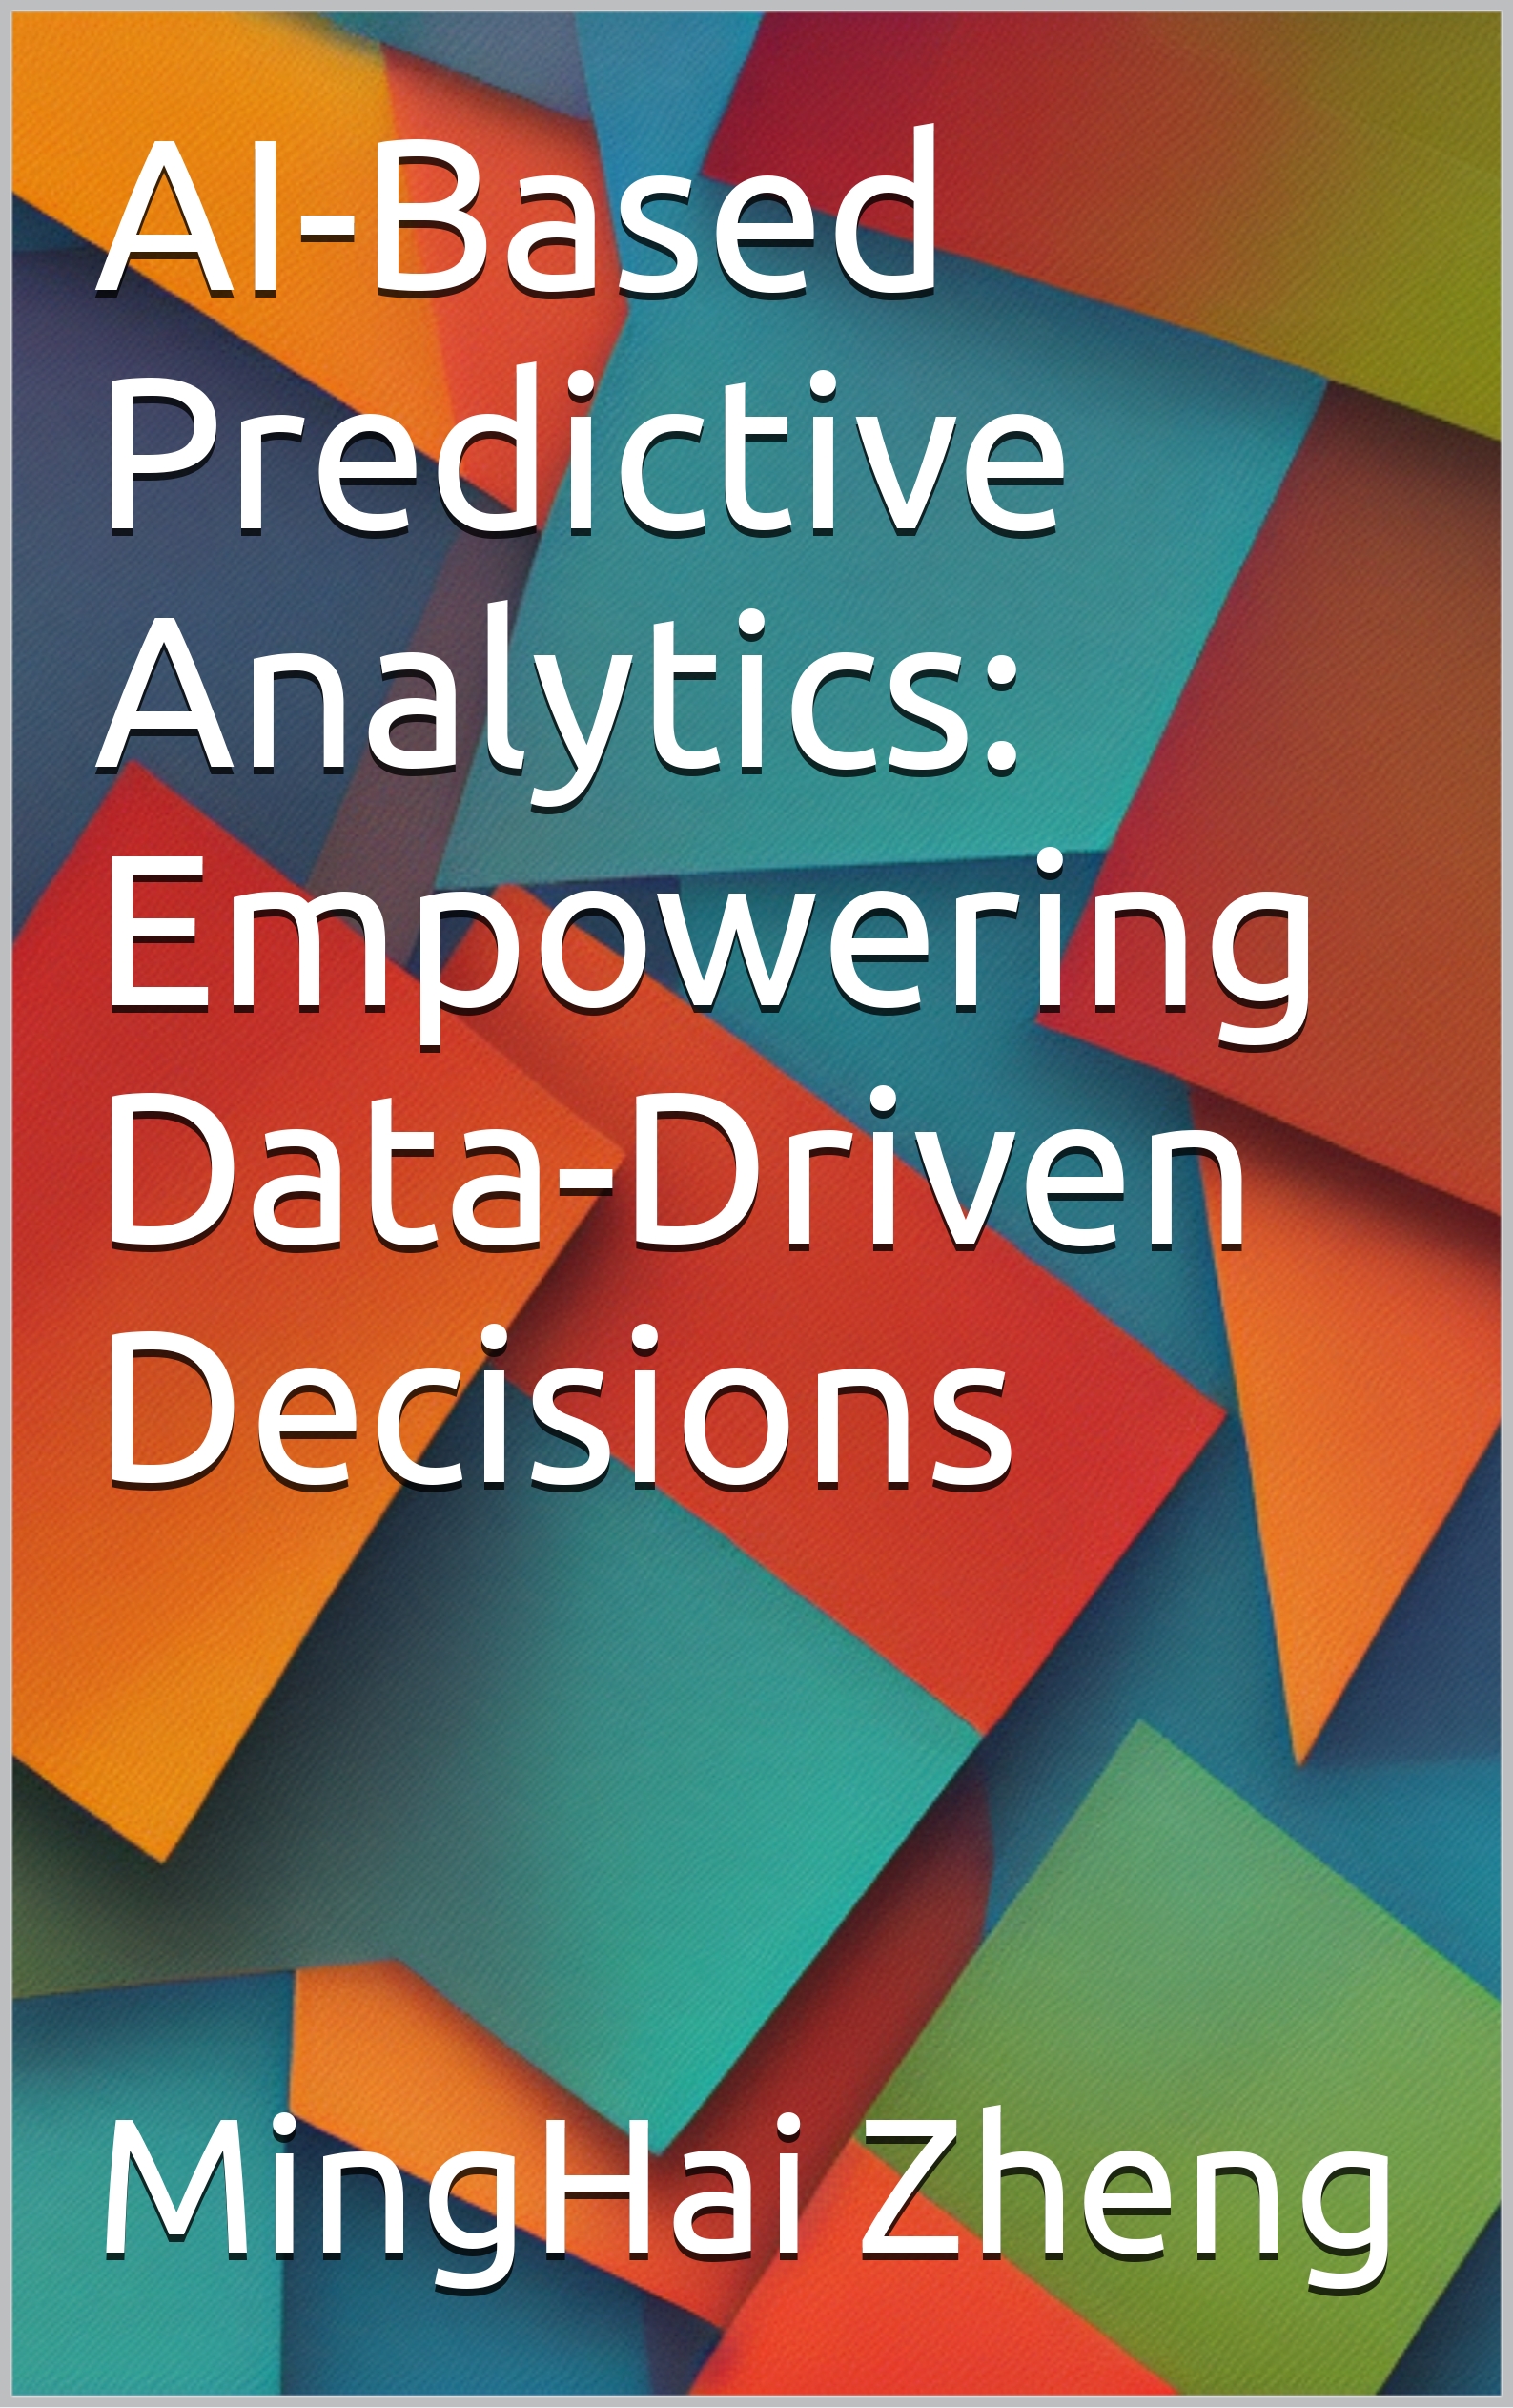 AI-Based
Predictive
Analytics:
Empowering
Data-Driven
Decisions
MingHai Zheng